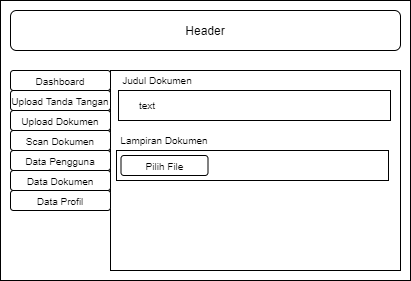 Header
Dashboard
Upload Tanda Tangan
Upload Dokumen
Scan Dokumen
Data Pengguna
Data Dokumen
Data Profil
Judul Dokumen
text
Lampiran Dokumen
Pilih File